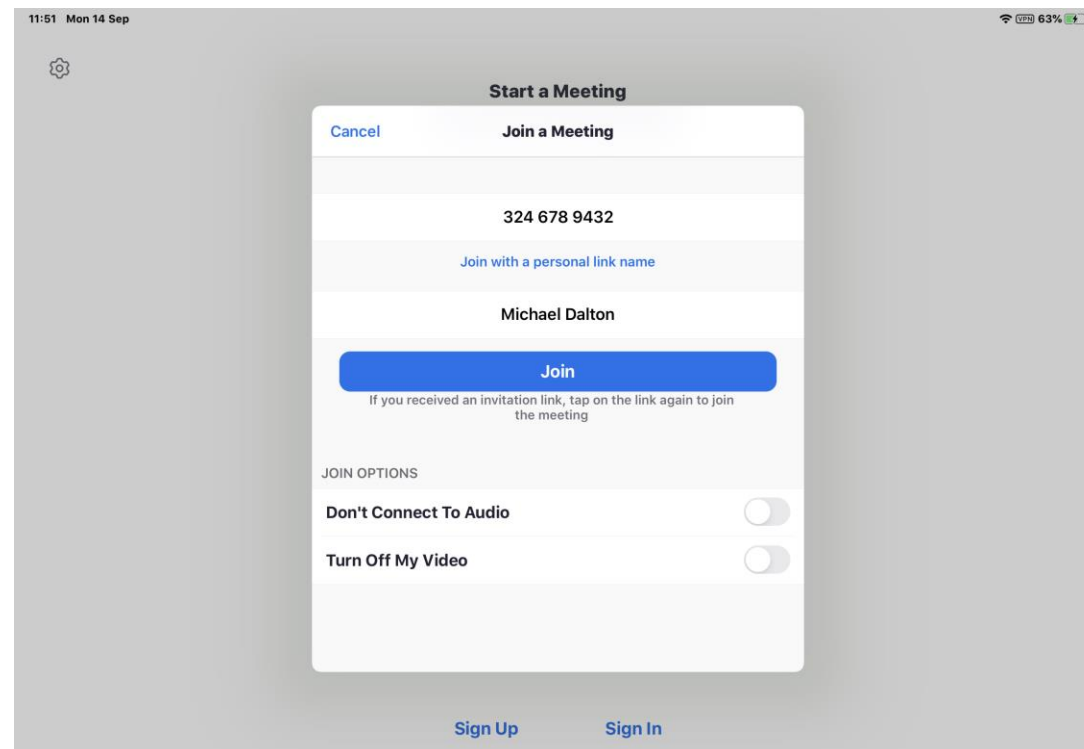 11:51 Mon 14 Sep
VPN 63%
Start a Meeting
Cancel
Join a Meeting
324 678 9432
Join with a personal link name
Michael Dalton
Join
If you received an invitation link, tap on the link again to join
the meeting
JOIN OPTIONS
Don't Connect To Audio
Turn Off My Video
Sign Up
Sign In